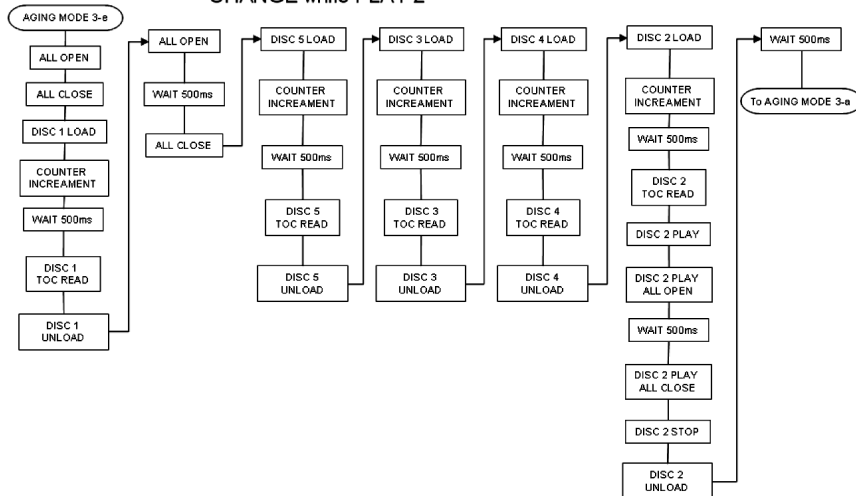 CHANGE while PLAY 2
AGING MODE 3-e
ALL OPEN
ALL CLOSE
DISC 1 LOAD
COUNTER
INCREAMENT
WAIT 500ms
DISC 1
TOC READ
DISC 1
UNLOAD
ALL OPEN
WAIT 500ms
ALL CLOSE
DISC 5 LOAD
COUNTER
INCREAMENT
WAIT 500ms
DISC 5
TOC READ
DISC 5
UNLOAD
DISC 3 LOAD
COUNTER
INCREAMENT
WAIT 500ms
DISC 3
TOC READ
DISC 3
UNLOAD
DISC 4 LOAD
COUNTER
INCREAMENT
WAIT 500ms
DISC 4
TOC READ
DISC 4
UNLOAD
DISC 2 LOAD
COUNTER
INCREAMENT
WAIT 500ms
DISC 2
TOC READ
DISC 2 PLAY
DISC 2 PLAY
ALL OPEN
WAIT 500ms
DISC 2 PLAY
ALL CLOSE
DISC 2 STOP
DISC 2
UNLOAD
WAIT 500ms
To AGING MODE 3-a